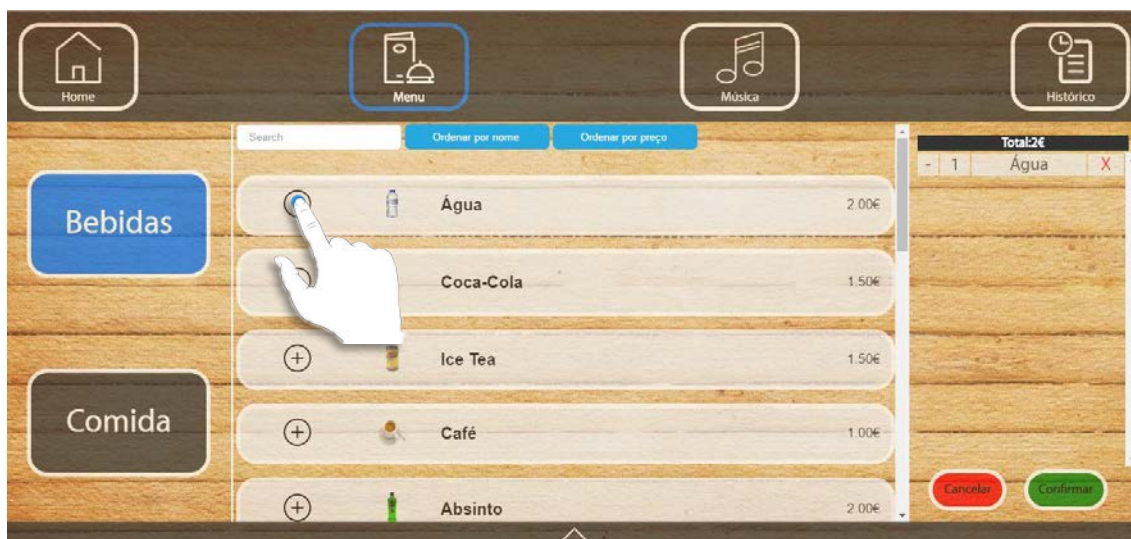 Home
Menu
Música
Histórico
Search
Ordenar por nome
Ordenar por preço
Total:2€
- 1 Água X
Bebidas
Comida
Água 2.00€
Coca-Cola 1.50€
Ice Tea 1.50€
Café 1.00€
Absinto 2.00€
Cancelar
Confirmar